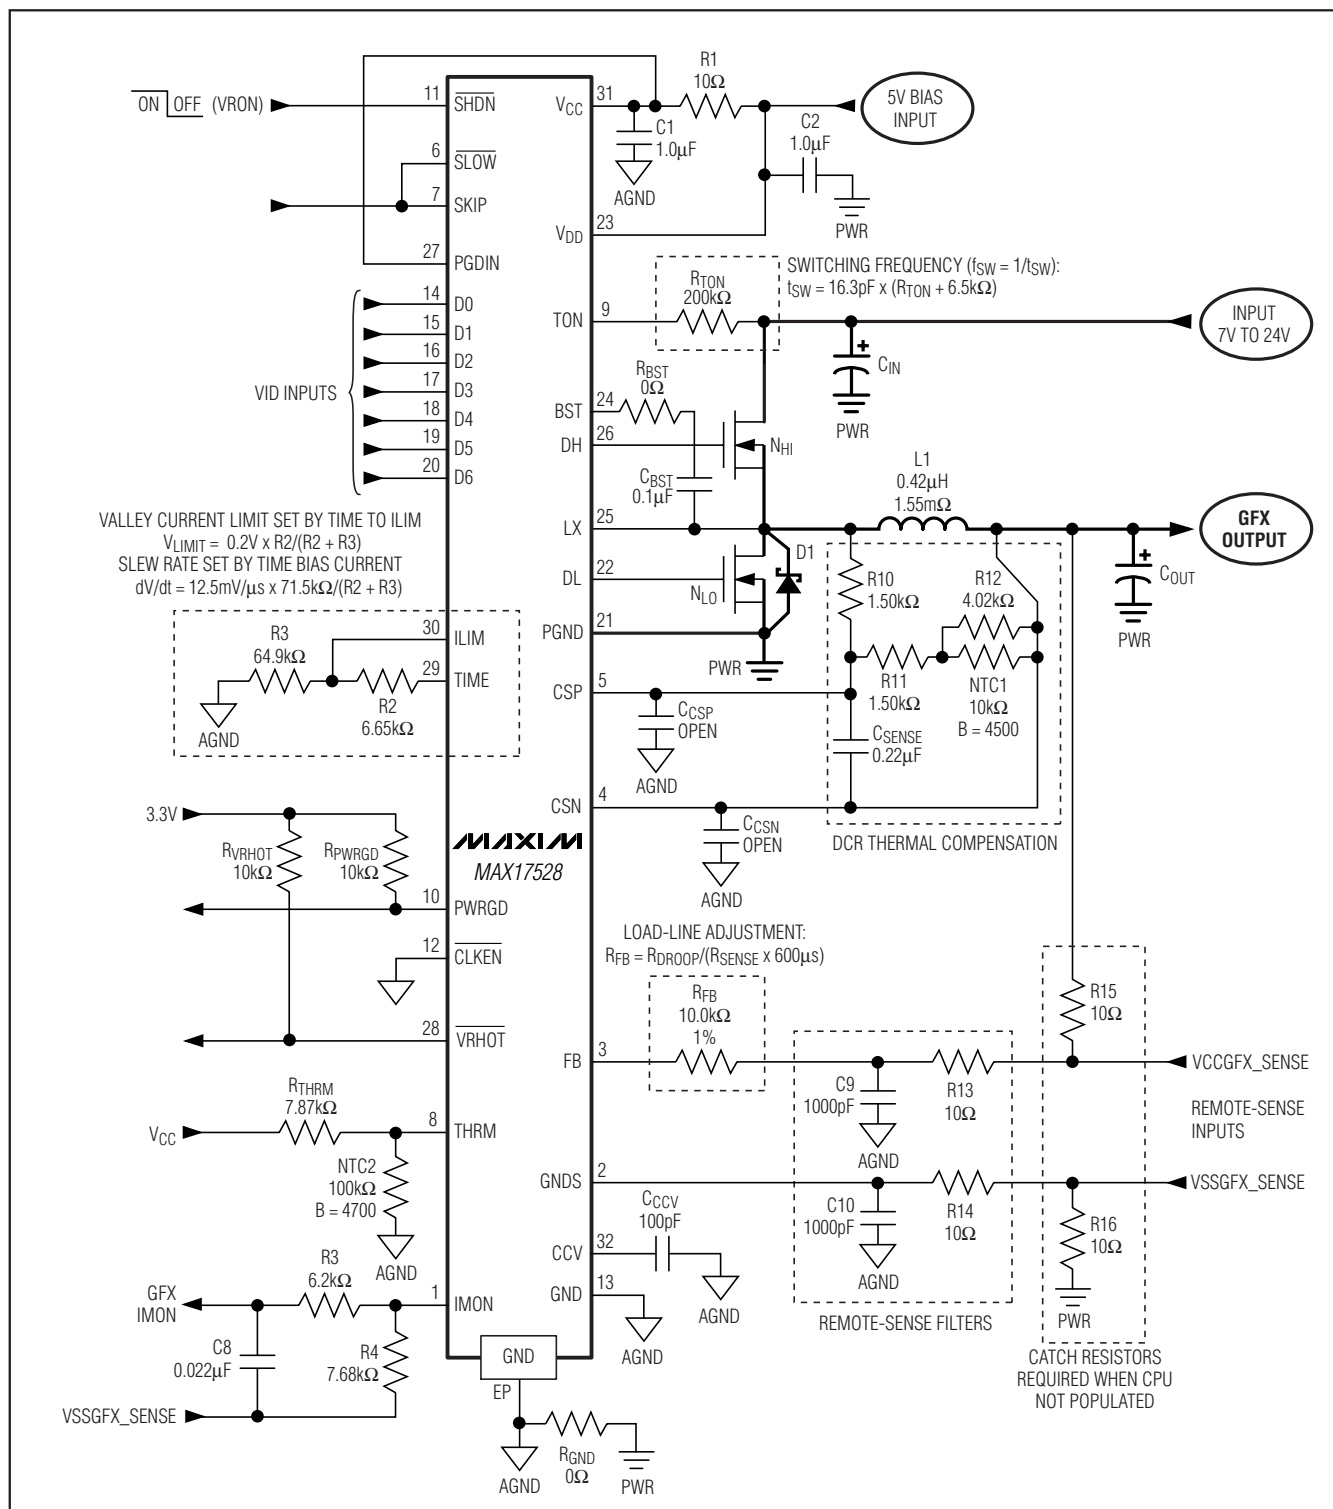 ON OFF (VRON)
11
SHDN
6
SLOW
7
SKIP
27
PGDIN
14
D0
15
D1
16
D2
17
D3
18
D4
19
D5
20
D6
VID INPUTS
VALLEY CURRENT LIMIT SET BY TIME TO ILIM
VLIMIT = 0.2V x R2/(R2 + R3)
SLEW RATE SET BY TIME BIAS CURRENT
dV/dt = 12.5mV/μs x 71.5kΩ/(R2 + R3)
30
ILIM
R3
64.9kΩ
29
TIME
R2
6.65kΩ
AGND
3.3V
RVRHOT
10kΩ
RPWRGD
10kΩ
10
PWRGD
12
CLKEN
28
VRHOT
RTHRM
7.87kΩ
VCC
8
THRM
NTC2
100kΩ
B = 4700
AGND
R3
6.2kΩ
GFX
IMON
1
IMON
C8
0.022μF
R4
7.68kΩ
VSSGFX_SENSE
MAXIM
MAX17528
GND
EP
AGND
RGND
0Ω
PWR
VCC
31
R1
10Ω
5V BIAS
INPUT
C1
1.0μF
AGND
C2
1.0μF
PWR
VDD
23
SWITCHING FREQUENCY (fSW = 1/tSW):
tSW = 16.3pF x (RTON + 6.5kΩ)
RTON
200kΩ
TON
9
INPUT
7V TO 24V
+
CIN
PWR
RBST
0Ω
BST
24
DH
26
NHI
CBST
0.1μF
LX
25
L1
0.42μH
1.55mΩ
GFX
OUTPUT
+
COUT
PWR
DL
22
NLO
D1
PGND
21
PWR
R10
1.50kΩ
R12
4.02kΩ
R11
1.50kΩ
NTC1
10kΩ
B = 4500
CSP
5
CCSP
OPEN
AGND
CSENSE
0.22μF
CSN
4
CCSN
OPEN
AGND
DCR THERMAL COMPENSATION
LOAD-LINE ADJUSTMENT:
RFB = RDROOP/(RSENSE x 600μs)
RFB
10.0kΩ
1%
FB
3
C9
1000pF
AGND
R13
10Ω
R15
10Ω
VCCGFX_SENSE
REMOTE-SENSE
INPUTS
GNDS
2
C10
1000pF
AGND
R14
10Ω
VSSGFX_SENSE
R16
10Ω
PWR
CCCV
100pF
CCV
32
AGND
GND
13
AGND
REMOTE-SENSE FILTERS
CATCH RESISTORS
REQUIRED WHEN CPU
NOT POPULATED